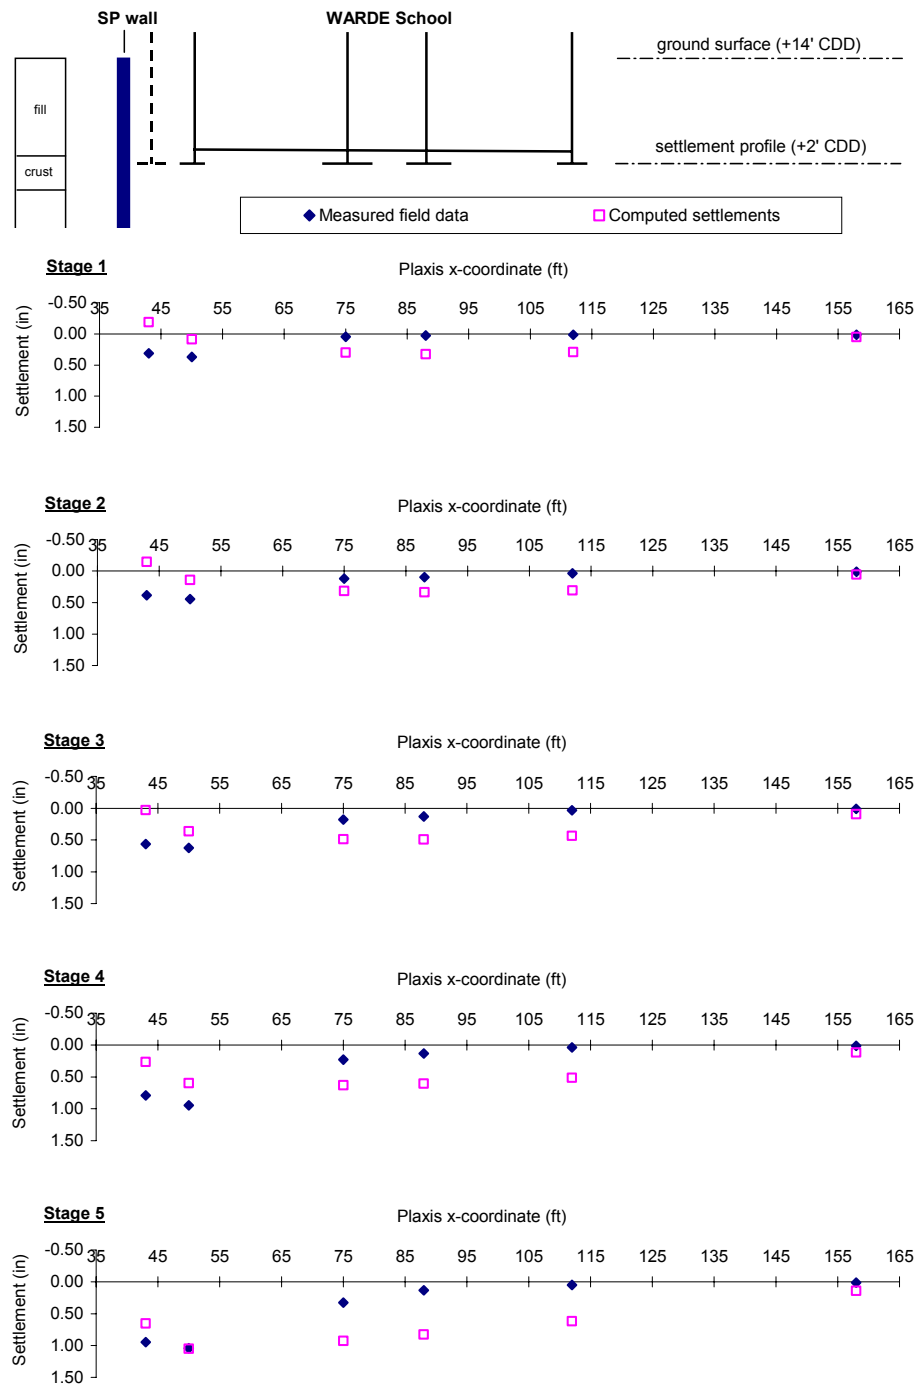 SP wall
WARDE School
ground surface (+14' CDD)
fill
settlement profile (+2' CDD)
crust
Measured field data
Computed settlements
Stage 1
Plaxis x-coordinate (ft)
-0.50
35 45 55 65 75 85 95 105 115 125 135 145 155 165
0.00
0.50
1.00
1.50
Settlement (in)
Stage 2
Plaxis x-coordinate (ft)
-0.50
35 45 55 65 75 85 95 105 115 125 135 145 155 165
0.00
0.50
1.00
1.50
Settlement (in)
Stage 3
Plaxis x-coordinate (ft)
-0.50
35 45 55 65 75 85 95 105 115 125 135 145 155 165
0.00
0.50
1.00
1.50
Settlement (in)
Stage 4
Plaxis x-coordinate (ft)
-0.50
35 45 55 65 75 85 95 105 115 125 135 145 155 165
0.00
0.50
1.00
1.50
Settlement (in)
Stage 5
Plaxis x-coordinate (ft)
-0.50
35 45 55 65 75 85 95 105 115 125 135 145 155 165
0.00
0.50
1.00
1.50
Settlement (in)